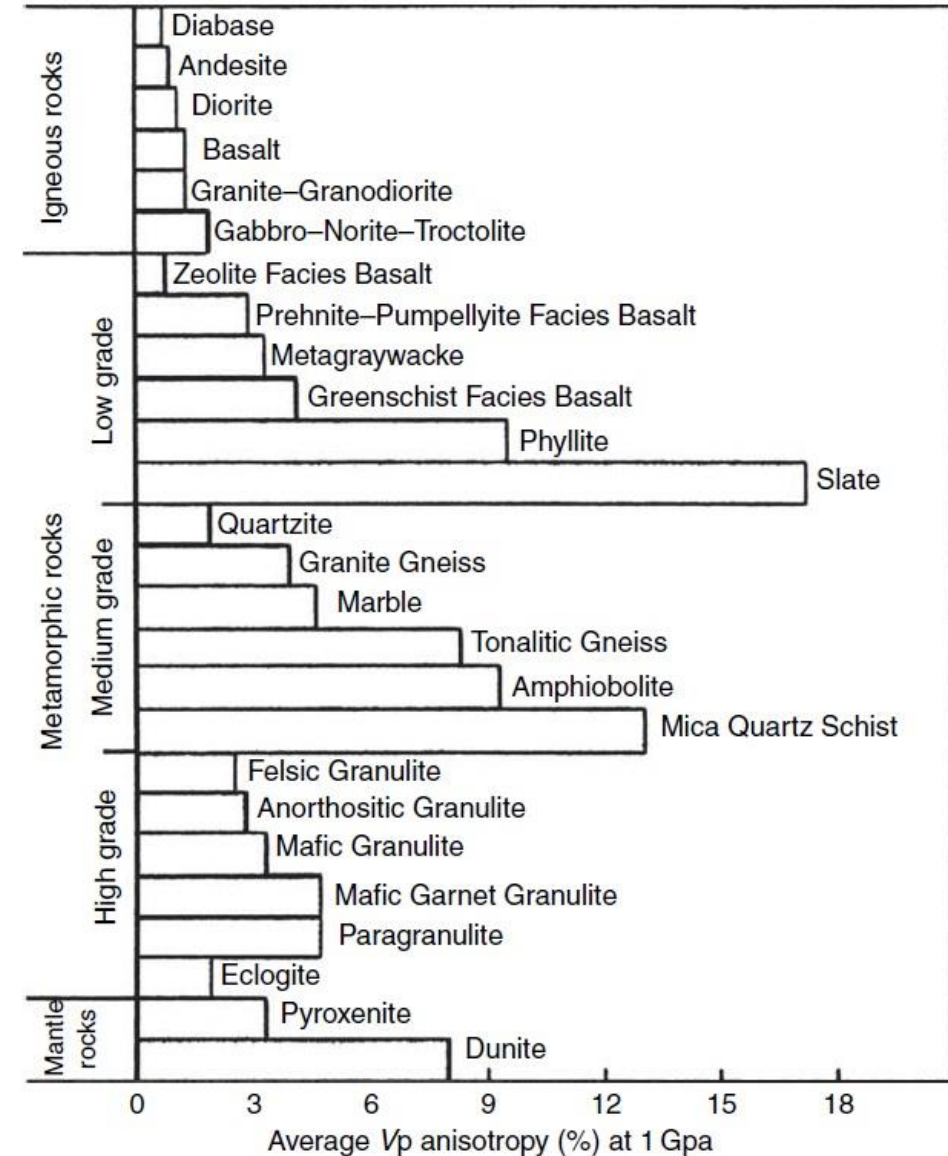 Igneous rocks
Diabase
Andesite
Diorite
Basalt
Granite–Granodiorite
Gabbro–Norite–Troctolite
Metamorphic rocks
Low grade
Zeolite Facies Basalt
Prehnite–Pumpellyite Facies Basalt
Metagraywacke
Greenschist Facies Basalt
Phyllite
Slate
Medium grade
Quartzite
Granite Gneiss
Marble
Tonalitic Gneiss
Amphiobolite
Mica Quartz Schist
High grade
Felsic Granulite
Anorthositic Granulite
Mafic Granulite
Mafic Garnet Granulite
Paragranulite
Eclogite
Mantle
rocks
Pyroxenite
Dunite
0 3 6 9 12 15 18
Average Vp anisotropy (%) at 1 Gpa